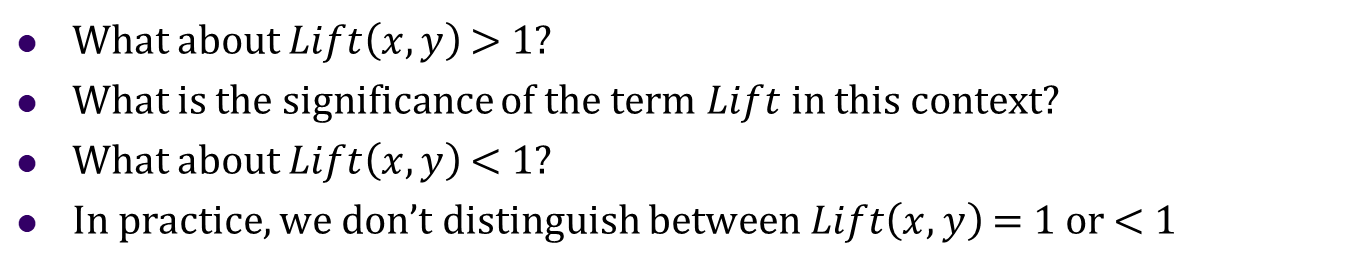 • What about Lift(x, y) > 1?
• What is the significance of the term Lift in this context?
• What about Lift(x, y) < 1?
• In practice, we don’t distinguish between Lift(x, y) = 1 or < 1